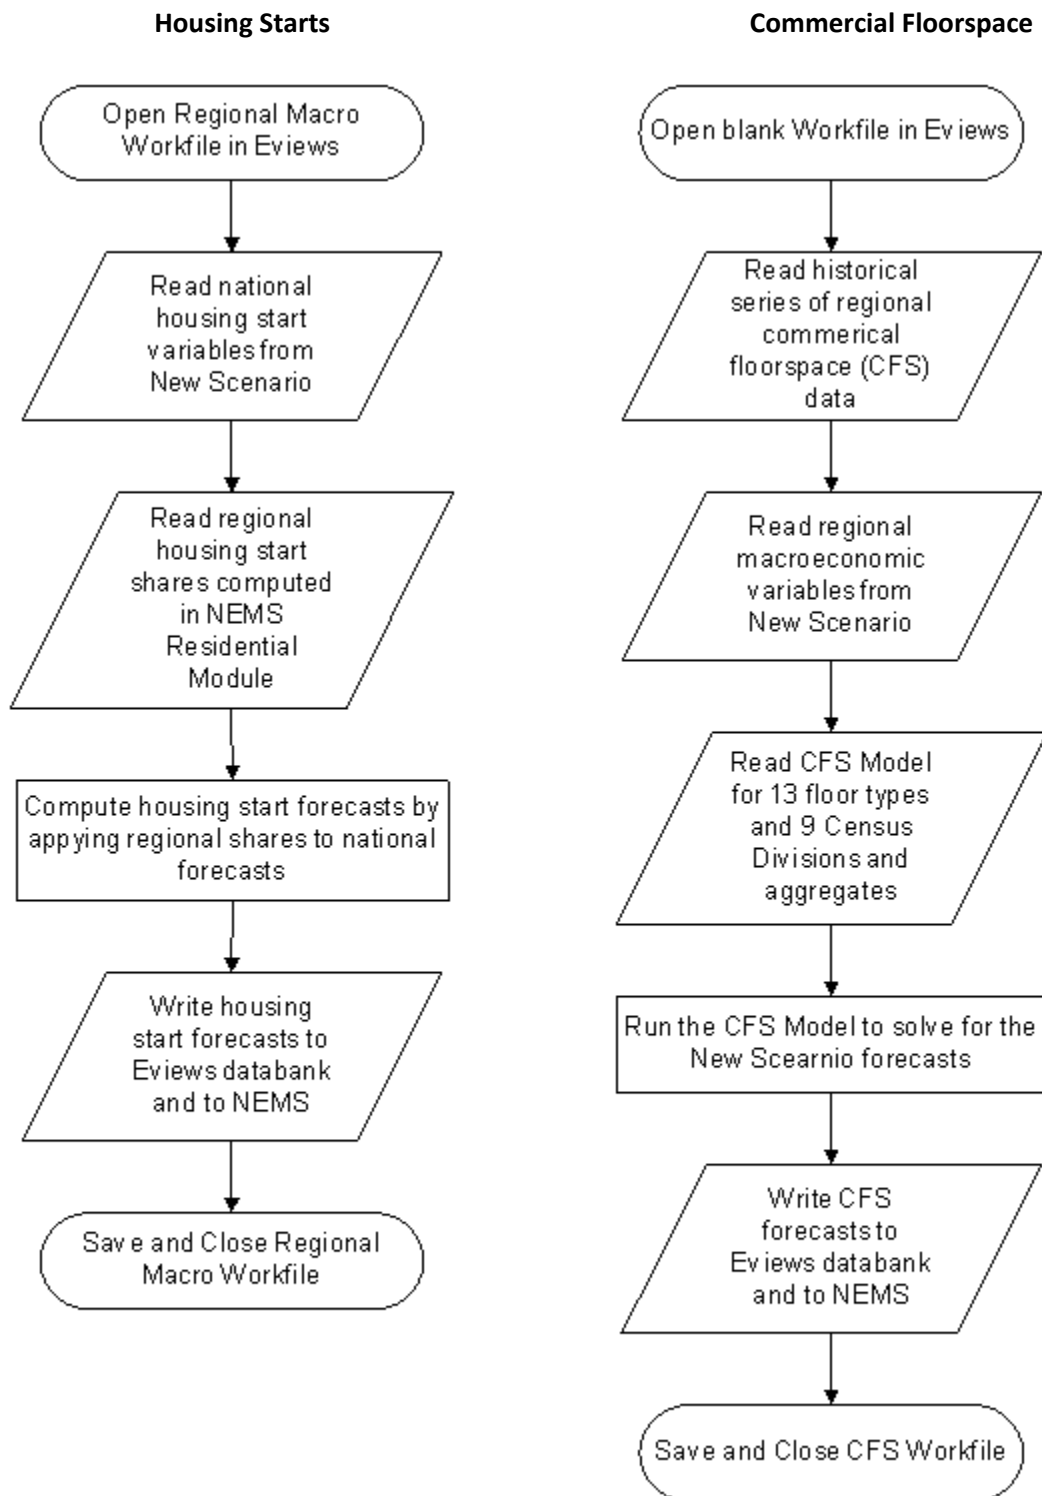 Housing Starts
Open Regional Macro
Workfile in Eviews
Read national
housing start
variables from
New Scenario
Read regional
housing start
shares computed
in NEMS
Residential
Module
Compute housing start forecasts by
appying regional shares to national
forecasts
Write housing
start forecasts to
Eviews databank
and to NEMS
Save and Close Regional
Macro Workfile
Commercial Floorspace
Open blank Workfile in Eviews
Read historical
series of regional
commerical
floorspace (CFS)
data
Read regional
macroeconomic
variables from
New Scenario
Read CFS Model
for 13 floor types
and 9 Census
Divisions and
aggregates
Run the CFS Model to solve for the
New Scearnio forecasts
Write CFS
forecasts to
Eviews databank
and to NEMS
Save and Close CFS Workfile